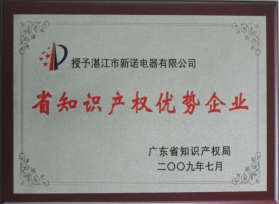 授予湛江市新诺电器有限公司
省知识产权优势企业
广东省知识产权局
二〇〇九年七月